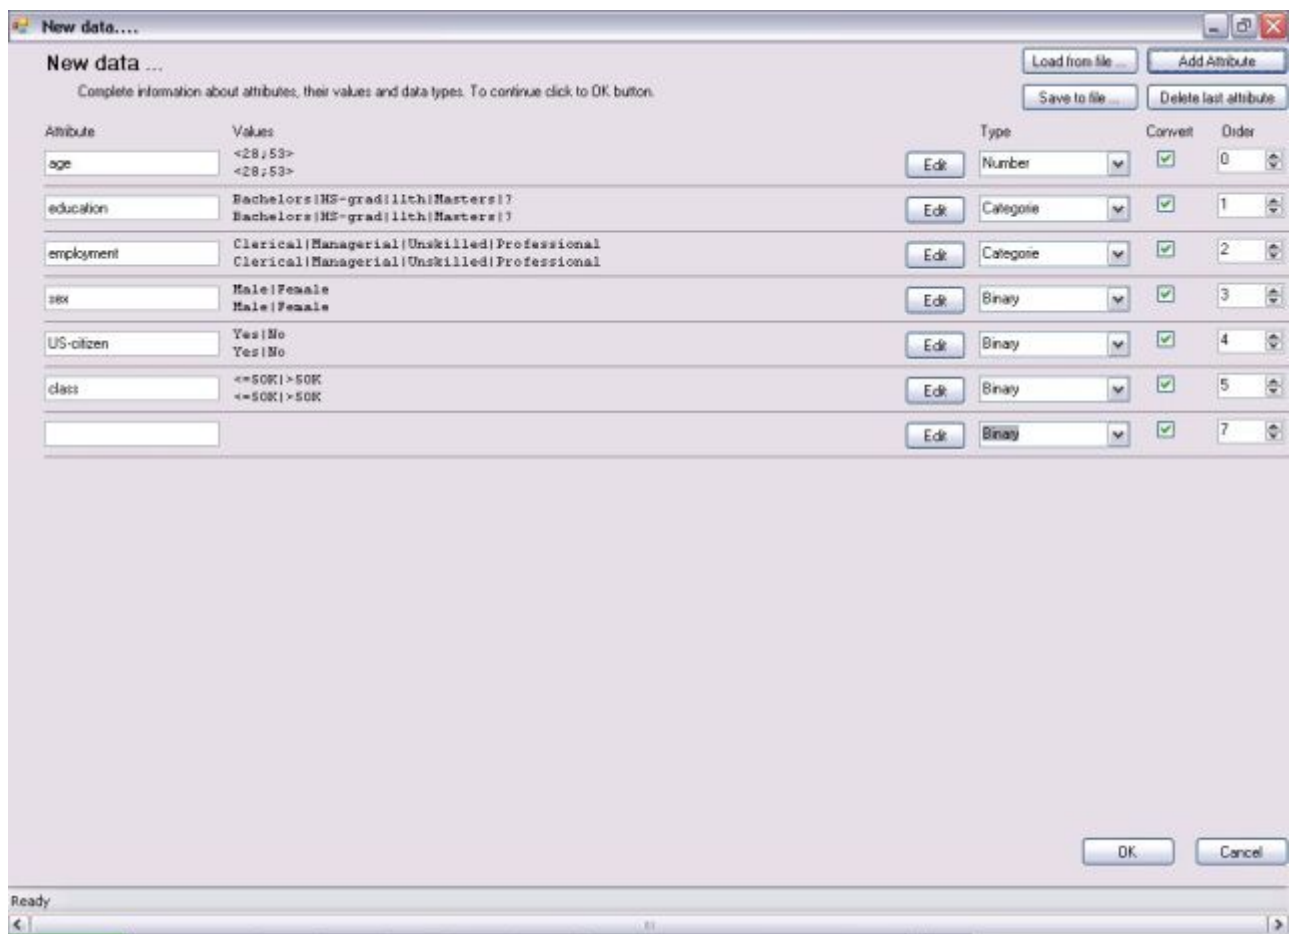 New data....
New data ...
Load from file ...
Add Attribute
Complete information about attributes, their values and data types. To continue click to OK button.
Save to file ...
Delete last attribute
Attribute Values Type Convert Order
age
<28;53>
<28;53>
Edit Number 0
education
Bachelors|HS-grad|11th|Masters|?
Bachelors|HS-grad|11th|Masters|?
Edit Categorie 1
employment
Clerical|Managerial|Unskilled|Professional
Clerical|Managerial|Unskilled|Professional
Edit Categorie 2
sex
Male|Female
Male|Female
Edit Binary 3
US-citizen
Yes|No
Yes|No
Edit Binary 4
class
<=50K|>50K
<=50K|>50K
Edit Binary 5
Edit Binary 7
OK Cancel
Ready